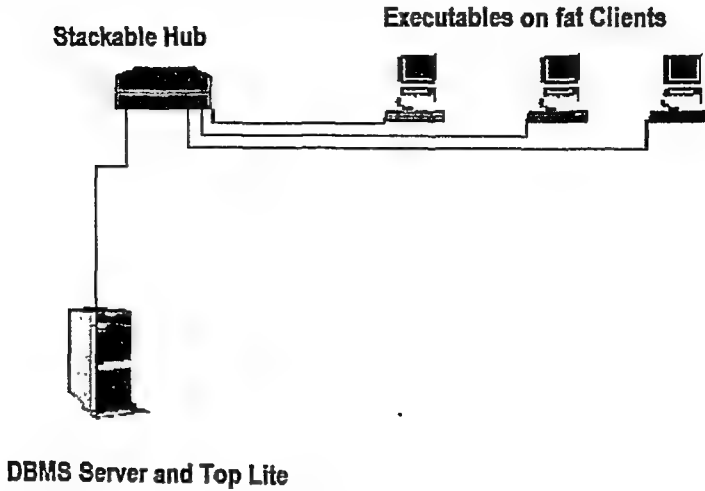 Executables on fat Clients
Stackable Hub
DBMS Server and Top Lite